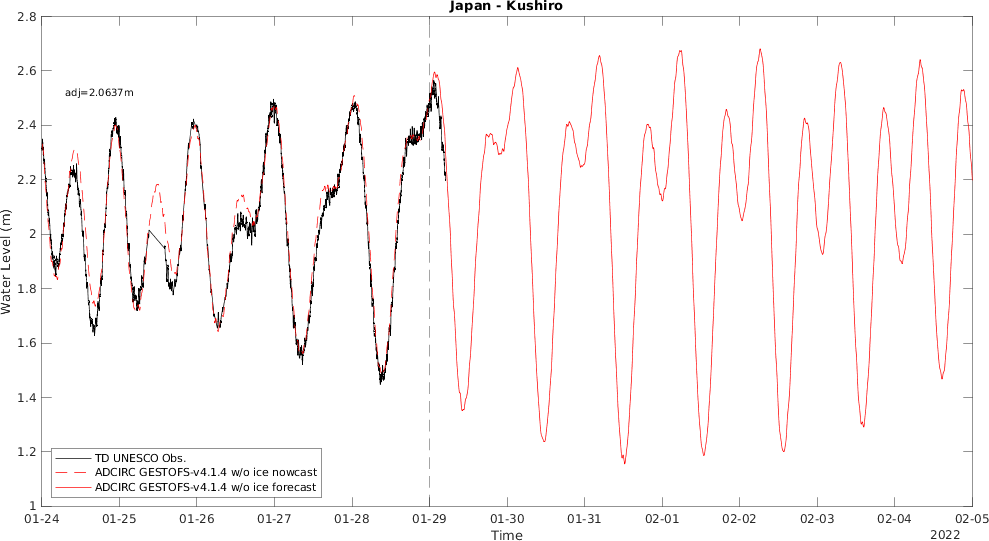 Japan - Kushiro
2.8
2.6
adj=2.0637m
2.4
2.2
2
1.8
1.6
1.4
1.2
1
Water Level (m)
TD UNESCO Obs.
ADCIRC GESTOFS-v4.1.4 w/o ice nowcast
ADCIRC GESTOFS-v4.1.4 w/o ice forecast
01-24 01-25 01-26 01-27 01-28 01-29 01-30 01-31 02-01 02-02 02-03 02-04 02-05
Time
2022